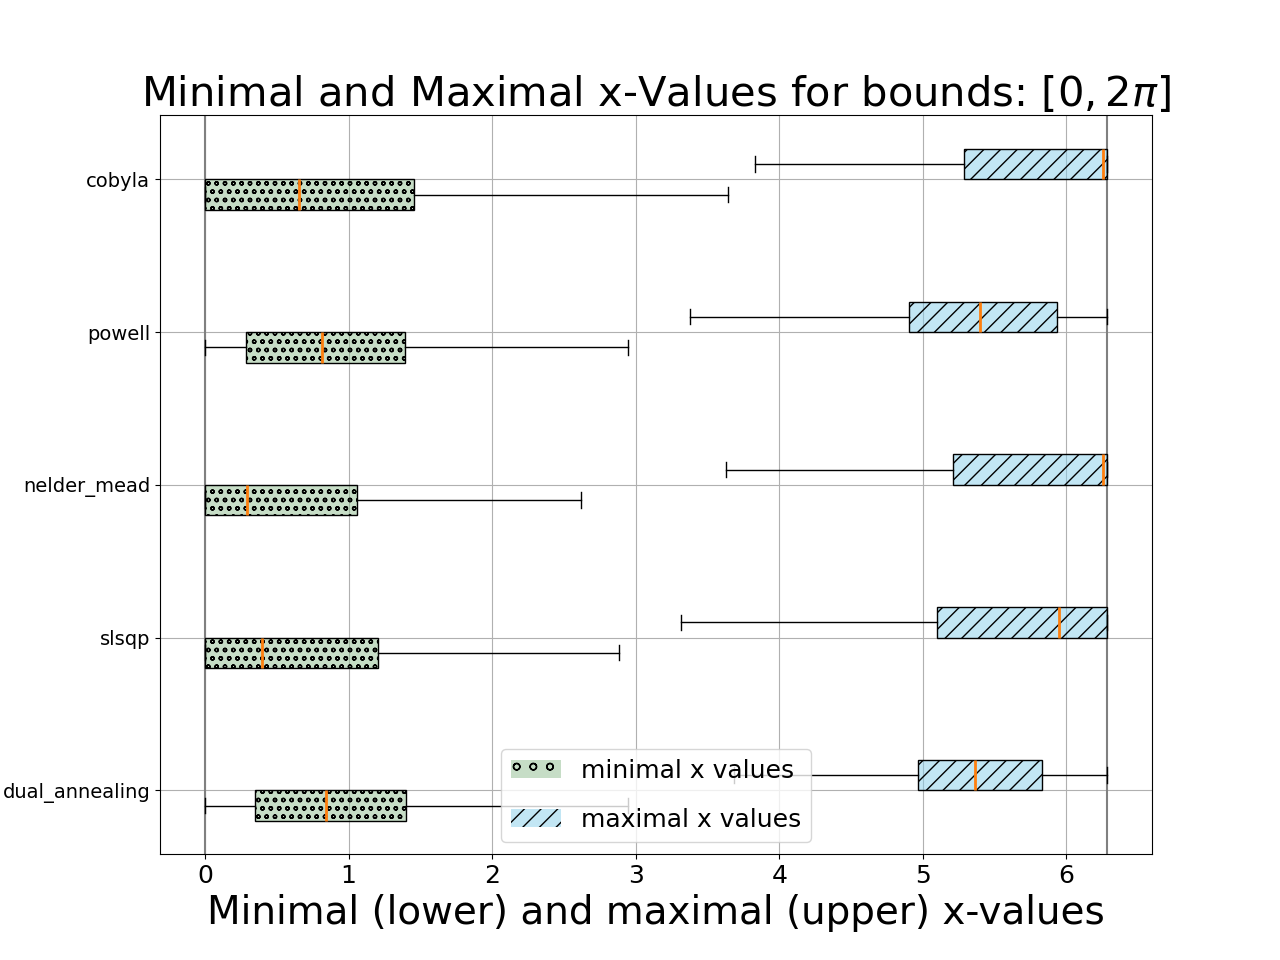 Minimal and Maximal x-Values for bounds: [0, 2π]
cobyla
powell
nelder_mead
slsqp
dual_annealing
minimal x values
maximal x values
0 1 2 3 4 5 6
Minimal (lower) and maximal (upper) x-values